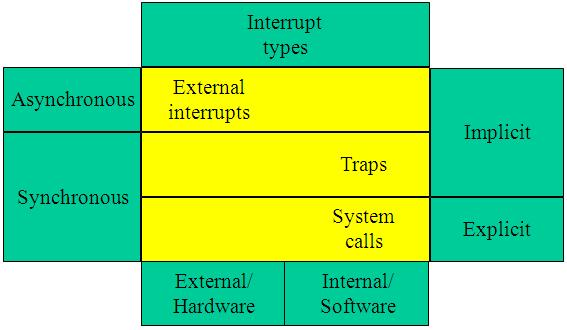 Interrupt
types
Asynchronous
External
interrupts
Implicit
Traps
Synchronous
System
calls
Explicit
External/
Hardware
Internal/
Software